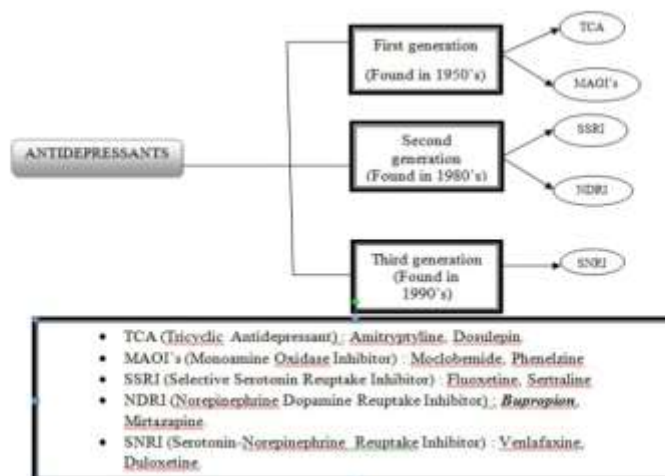 TCA
First generation
(Found in 1950's)
MAOI's
SSRI
Second
generation
(Found in 1980's)
ANTIDEPRESSANTS
NDRI
Third generation
(Found in
1990's)
SNRI
• TCA (Tricyclic Antidepressant) : Amitryptyline, Dosulepin
• MAOI's (Monoamine Oxidase Inhibitor) : Moclobemide, Phenelzine
• SSRI (Selective Serotonin Reuptake Inhibitor) : Fluoxetine, Sertraline
• NDRI (Norepinephrine Dopamine Reuptake Inhibitor) : Bupropion,
Mirtazapine
• SNRI (Serotonin-Norepinephrine Reuptake Inhibitor) : Venlafaxine,
Duloxetine